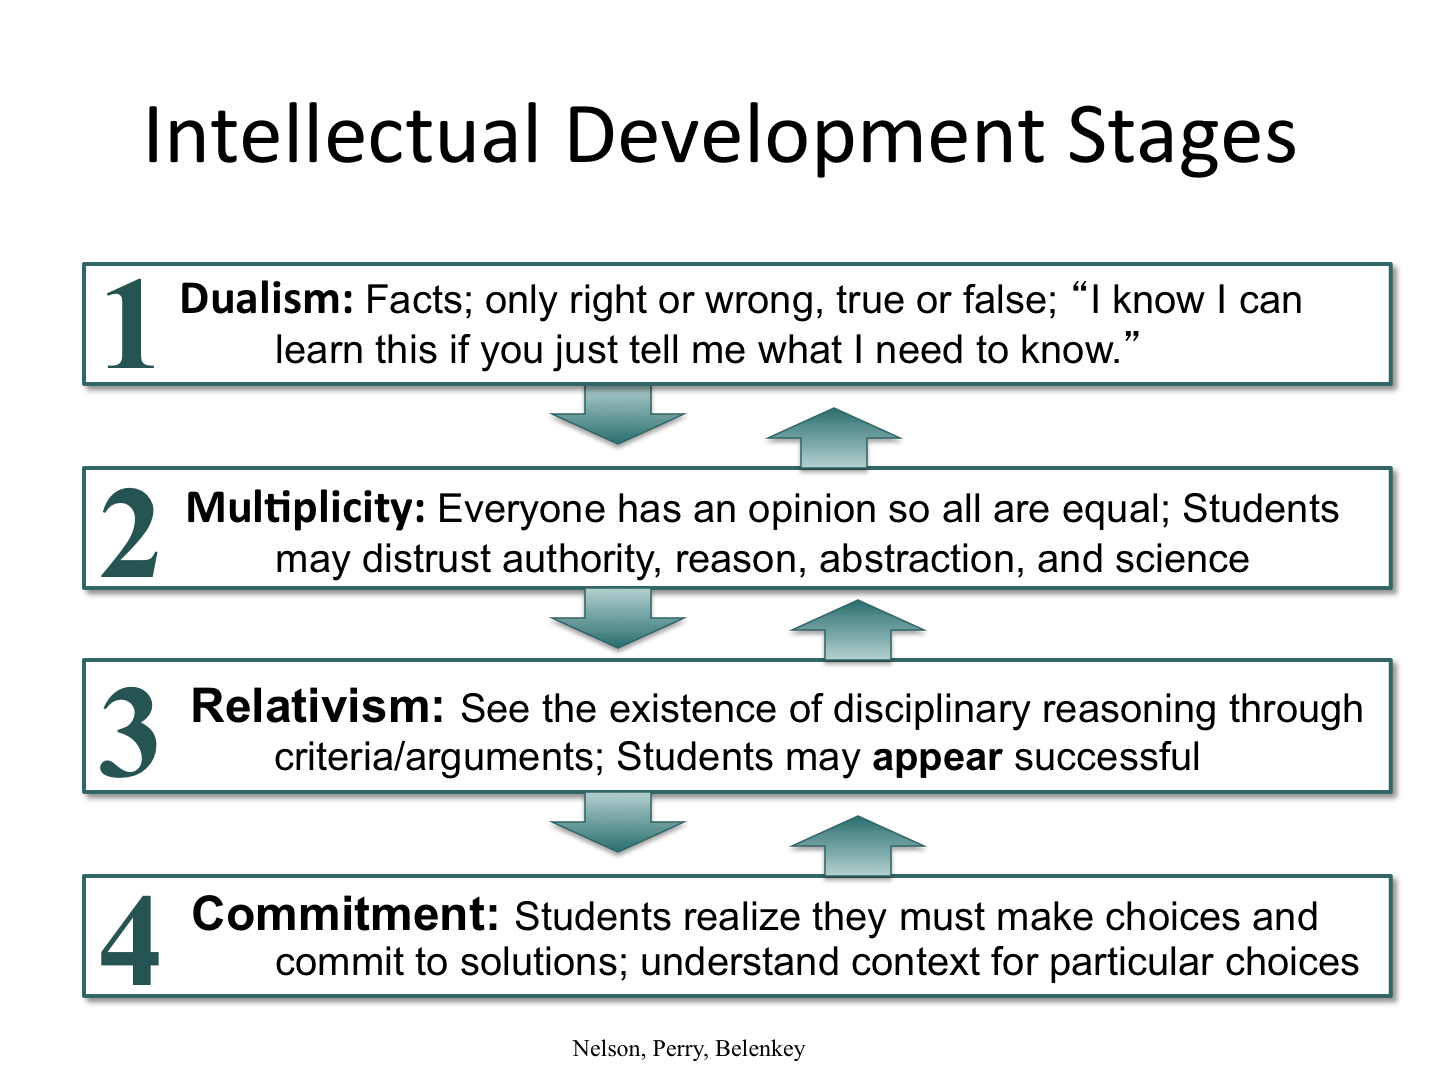 Intellectual Development Stages
1 Dualism: Facts; only right or wrong, true or false; “I know I can
learn this if you just tell me what I need to know.”
2 Multiplicity: Everyone has an opinion so all are equal; Students
may distrust authority, reason, abstraction, and science
3 Relativism: See the existence of disciplinary reasoning through
criteria/arguments; Students may appear successful
4 Commitment: Students realize they must make choices and
commit to solutions; understand context for particular choices
Nelson, Perry, Belenkey